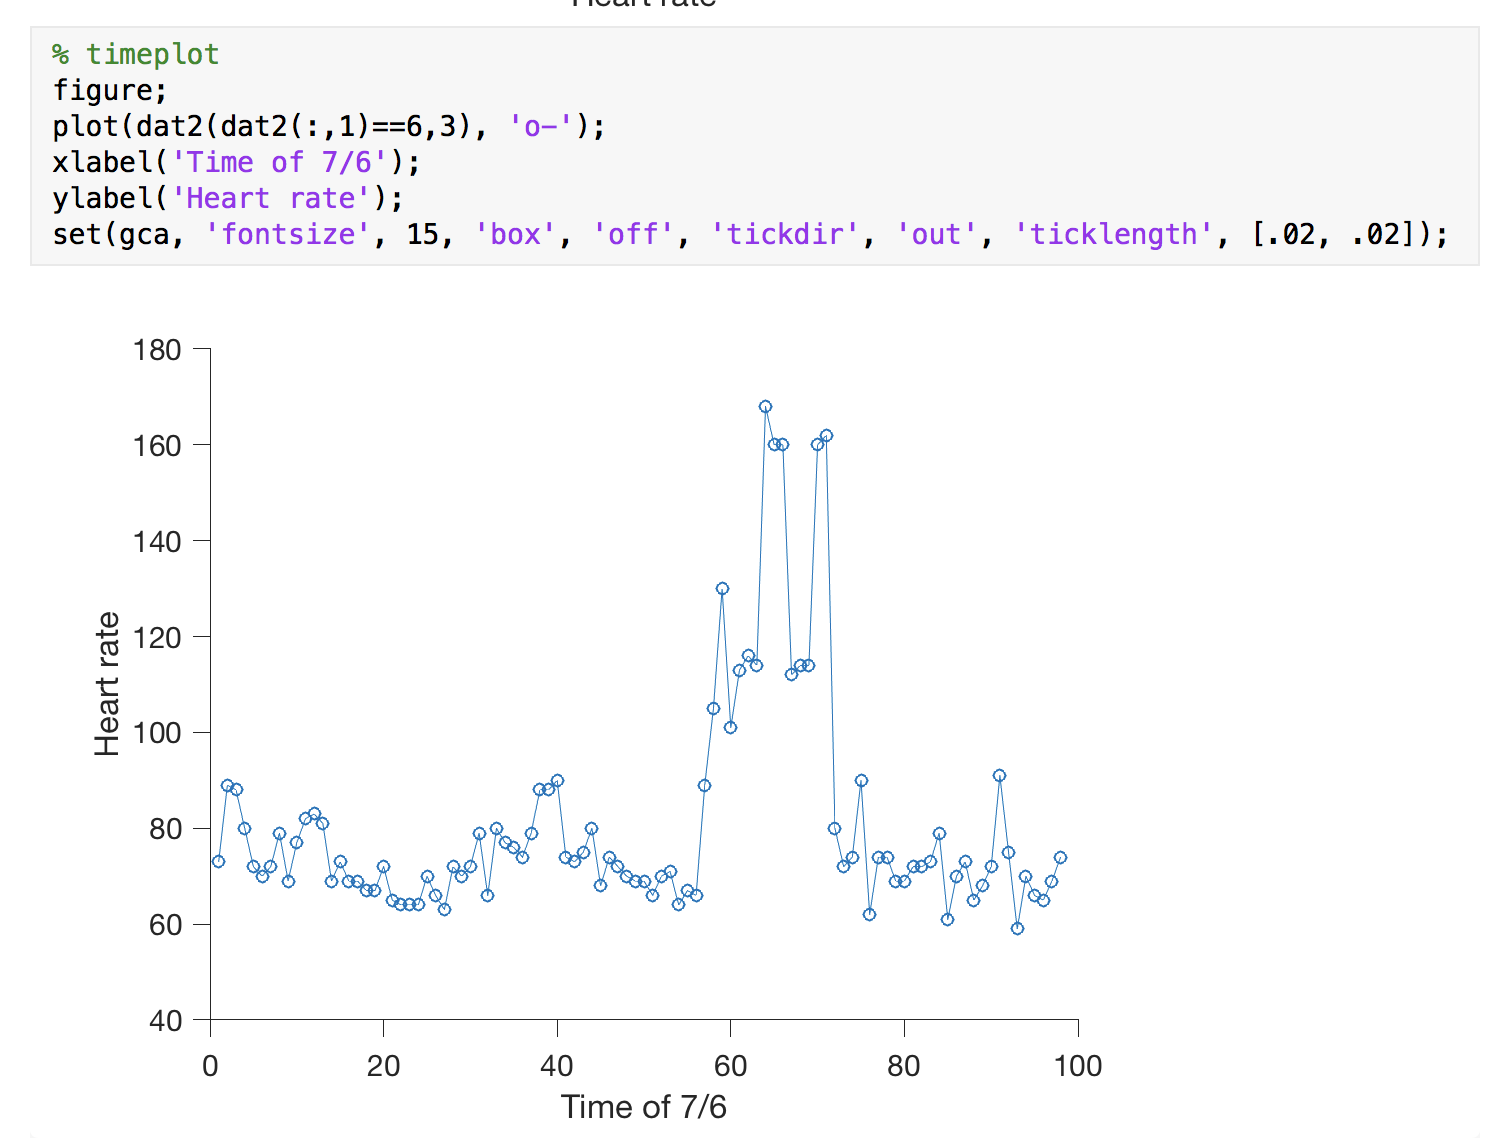 Heart rate
% timeplot
figure;
plot(dat2(dat2(:,1)==6,3), 'o-');
xlabel('Time of 7/6');
ylabel('Heart rate');
set(gca, 'fontsize', 15, 'box', 'off', 'tickdir', 'out', 'ticklength', [.02, .02]);
180
160
140
120
100
80
60
40
Heart rate
0 20 40 60 80 100
Time of 7/6